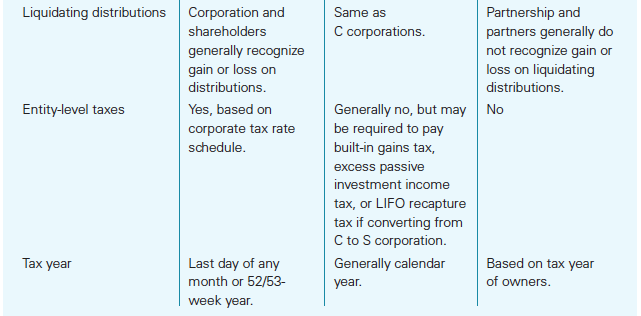 Liquidating distributions
Corporation and
shareholders
generally recognize
gain or loss on
distributions.
Same as
C corporations.
Partnership and
partners generally do
not recognize gain or
loss on liquidating
distributions.
Entity-level taxes
Yes, based on
corporate tax rate
schedule.
Generally no, but may
be required to pay
built-in gains tax,
excess passive
investment income
tax, or LIFO recapture
tax if converting from
C to S corporation.
No
Tax year
Last day of any
month or 52/53-
week year.
Generally calendar
year.
Based on tax year
of owners.